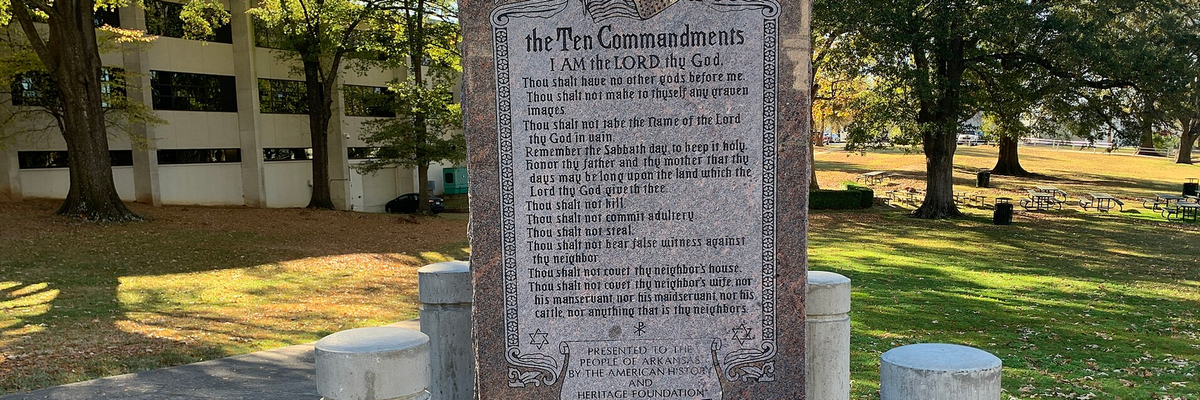 the Ten Commandments
I AM the LORD thy God.
Thou shalt have no other gods before me.
Thou shalt not make to thyself any graven
images.
Thou shalt not take the Name of the Lord
thy God in vain.
Remember the Sabbath day, to keep it holy.
Honor thy father and thy mother that thy
days may be long upon the land which the
Lord thy God giveth thee.
Thou shalt not kill.
Thou shalt not commit adultery.
Thou shalt not steal.
Thou shalt not bear false witness against
thy neighbor.
Thou shalt not covet thy neighbor's house.
Thou shalt not covet thy neighbor's wife, nor
his manservant, nor his maidservant, nor his
cattle, nor anything that is thy neighbor's.
PRESENTED TO THE
PEOPLE OF ARKANSAS
BY THE AMERICAN HISTORY
AND
HERITAGE FOUNDATION